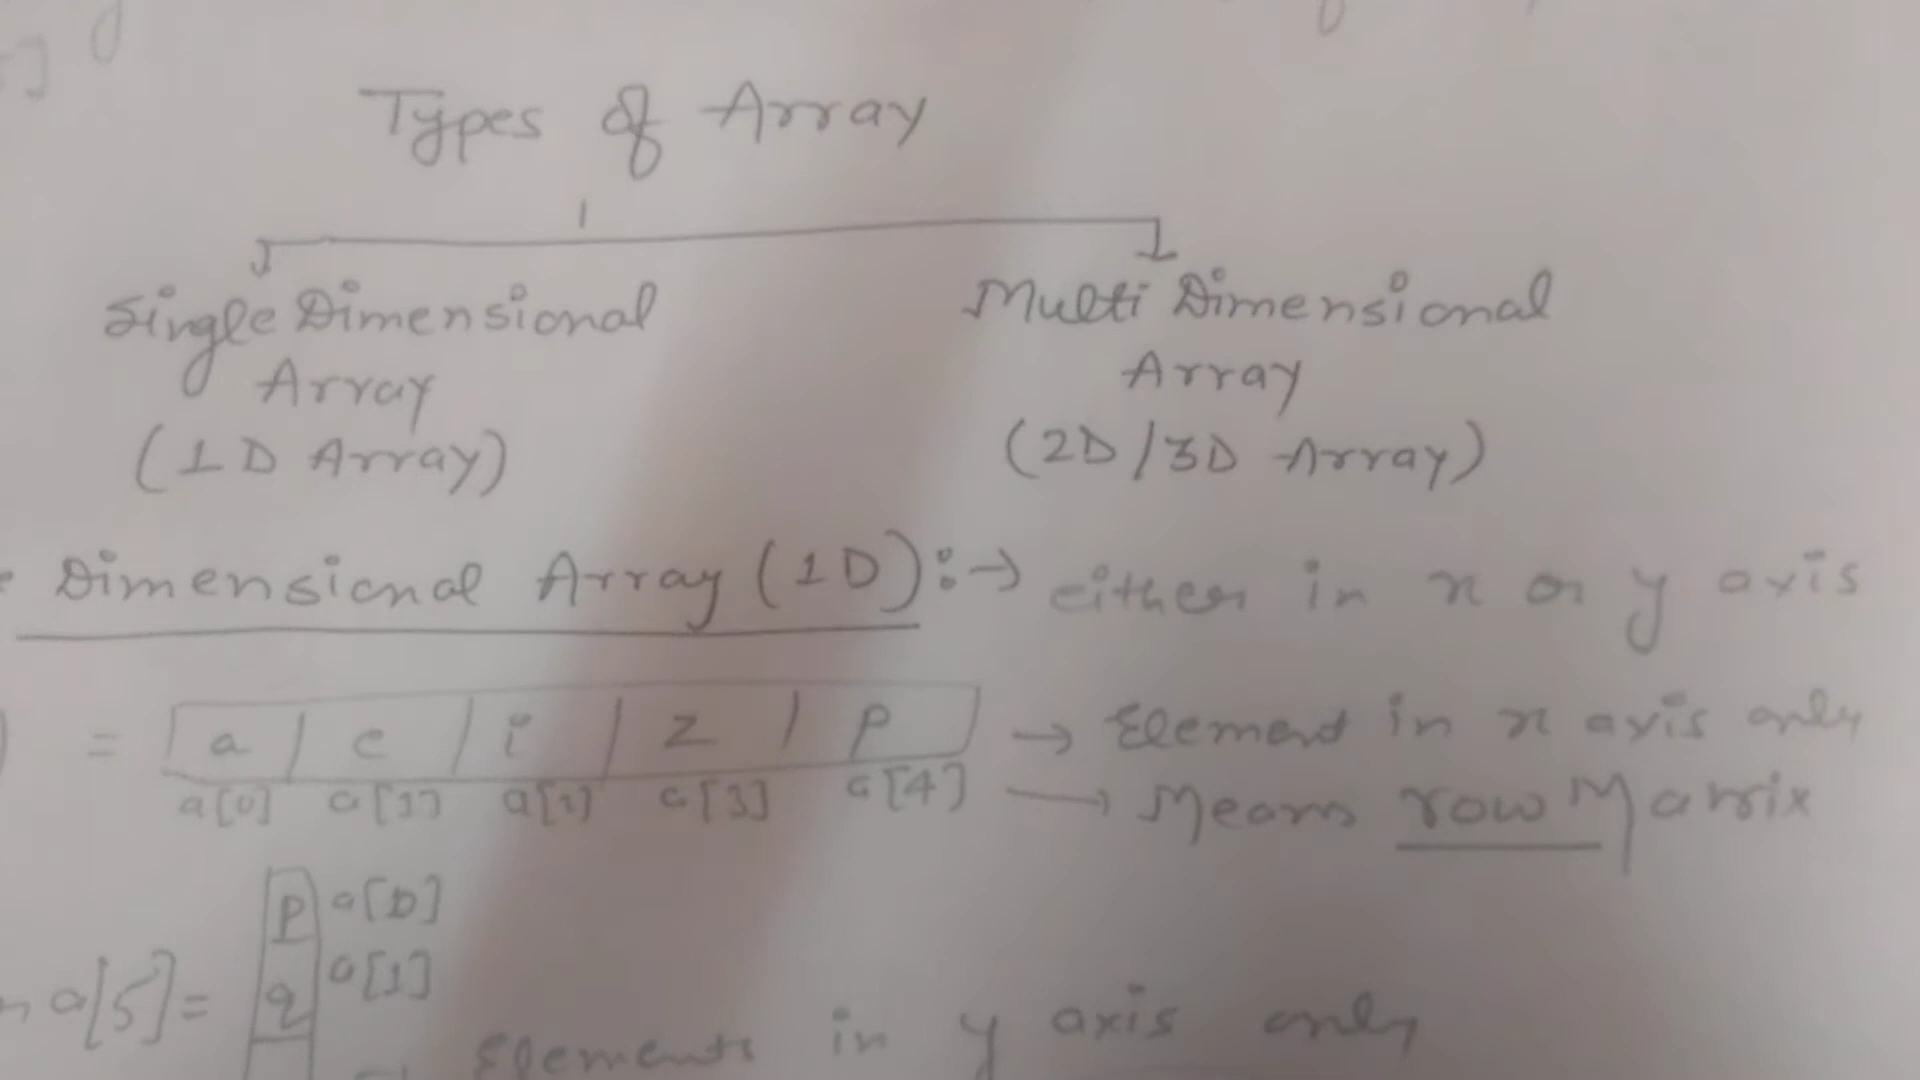 Types of Array
Single Dimensional Multi Dimensional
Array Array
(1D Array) (2D/3D Array)
Dimensional Array (1D) :→ either in x or y axis
= a | e | i | z | p → Element in x axis only
a[0] a[1] a[2] a[3] a[4] → Means row Matrix
p a[0]
a[5] = q a[1]
Elements in y axis only